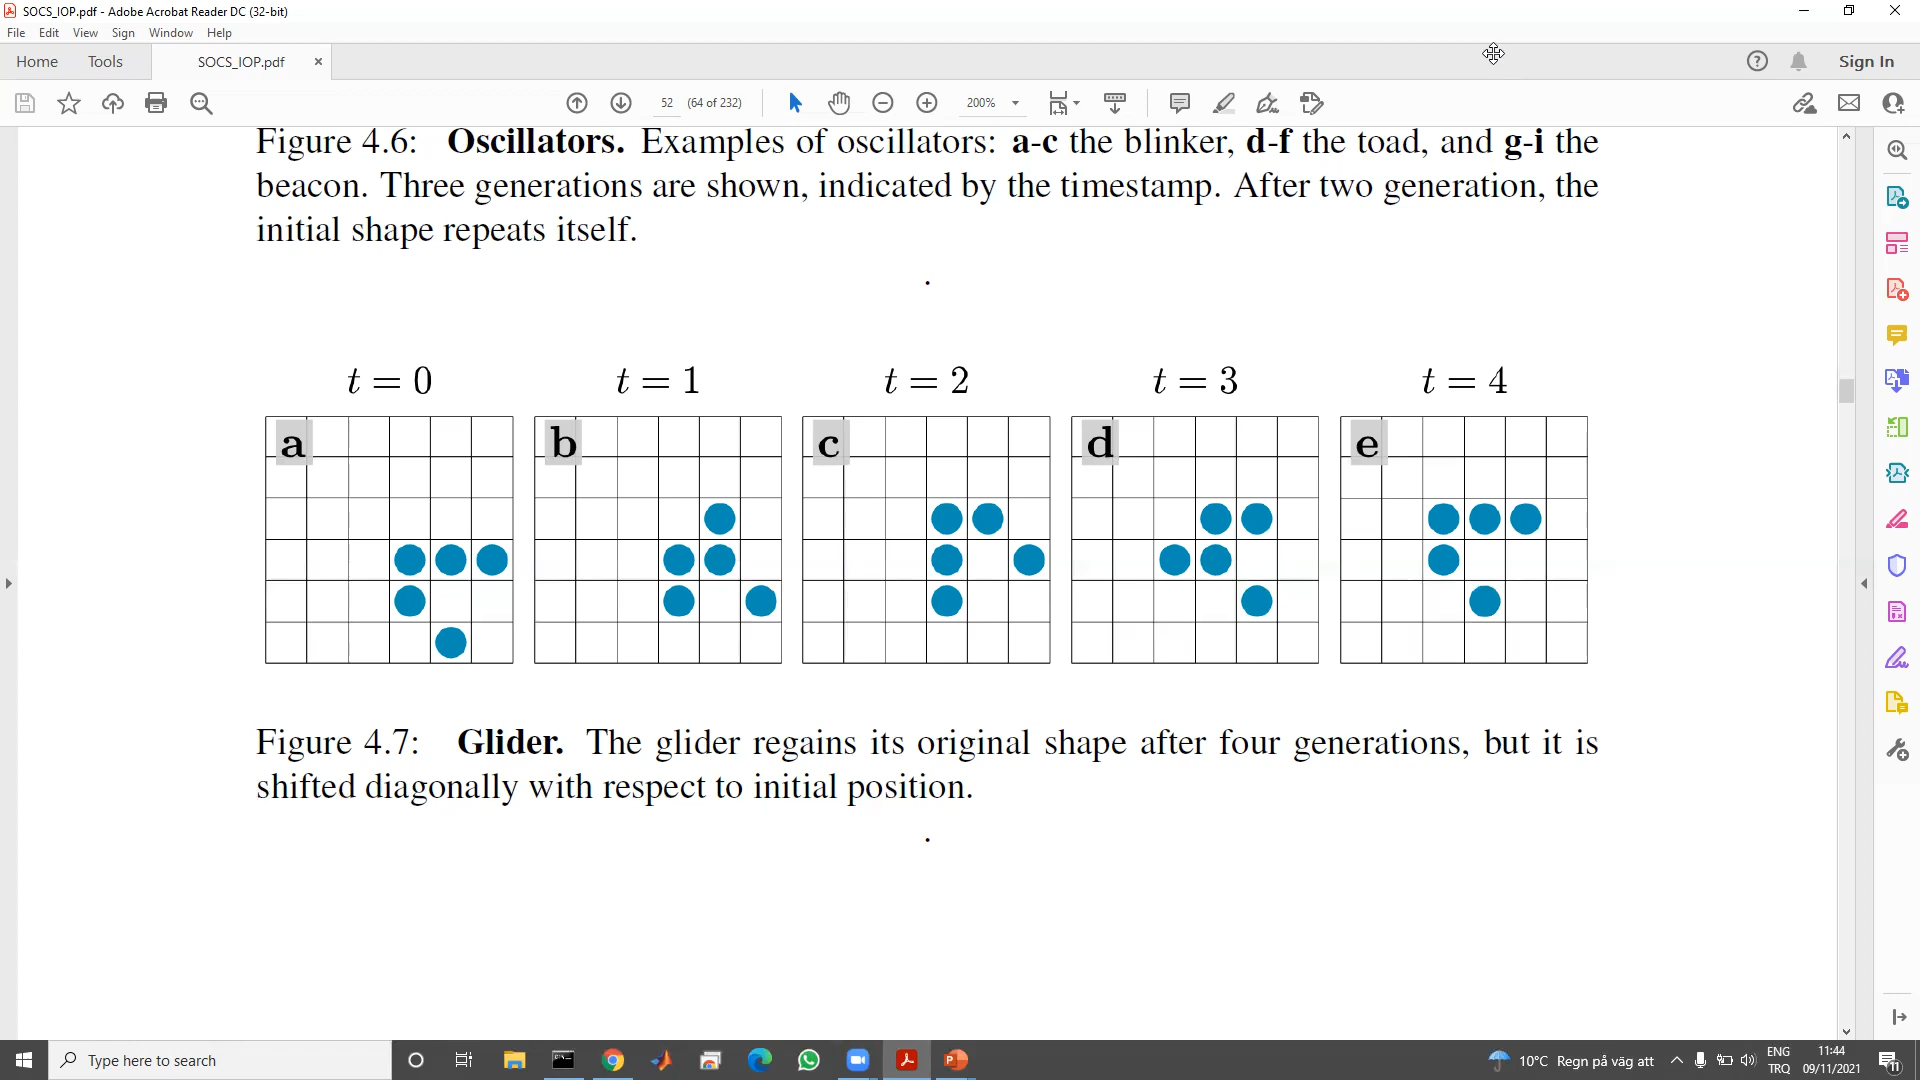 SOCS_IOP.pdf - Adobe Acrobat Reader DC (32-bit)
File Edit View Sign Window Help
Home Tools SOCS_IOP.pdf × Sign In
52 (64 of 232) 200%
Figure 4.6: Oscillators. Examples of oscillators: a-c the blinker, d-f the toad, and g-i the
beacon. Three generations are shown, indicated by the timestamp. After two generation, the
initial shape repeats itself.
.
t = 0 t = 1 t = 2 t = 3 t = 4
a b c d e
Figure 4.7: Glider. The glider regains its original shape after four generations, but it is
shifted diagonally with respect to initial position.
.
Type here to search
10°C Regn på väg att
ENG
TRQ
11:44
09/11/2021
11